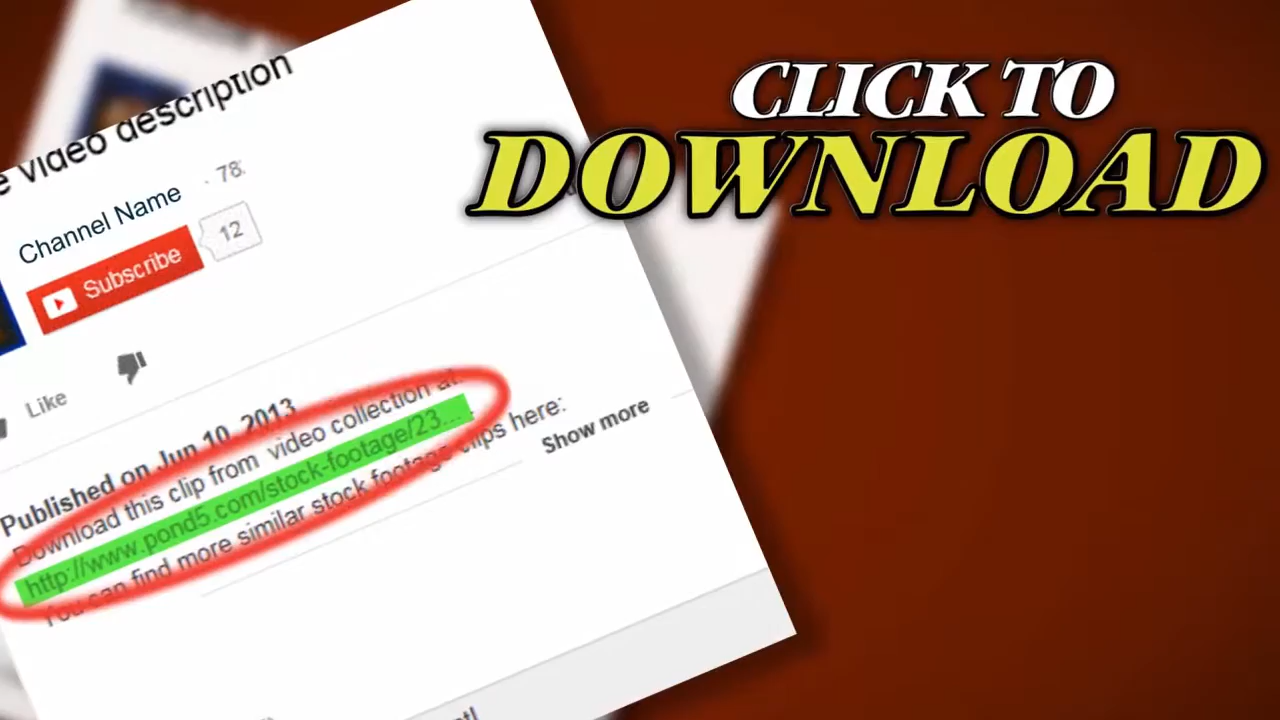 CLICK TO
DOWNLOAD
video description
Channel Name
78
Subscribe
12
Like
Published on Jun 10, 2013
Download this clip from video collection at
http://www.pond5.com/stock-footage/23...
You can find more similar stock footage clips here:
Show more